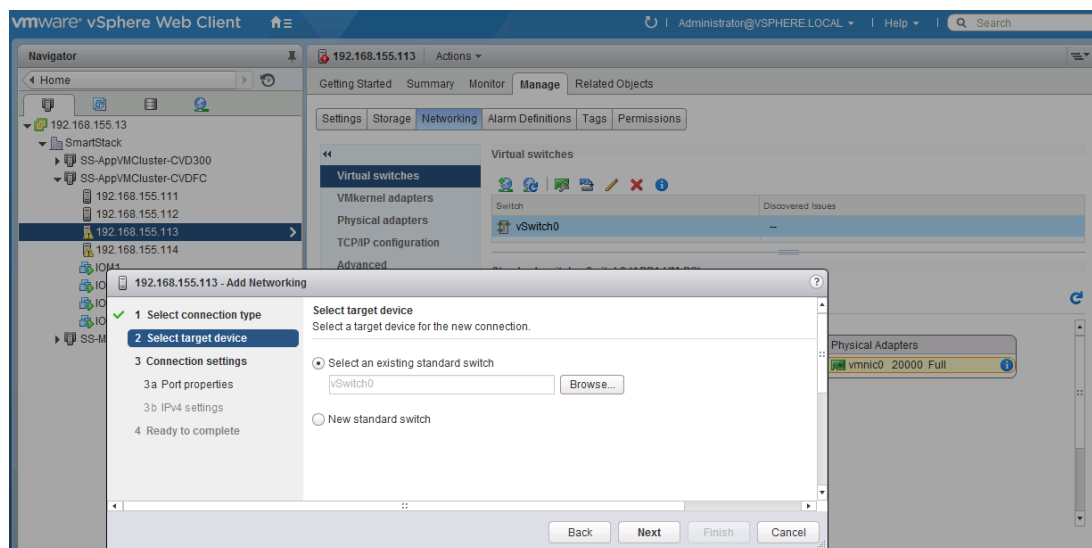 vmware® vSphere Web Client
Administrator@VSPHERE.LOCAL
Help
Search
Navigator
Home
192.168.155.13
SmartStack
SS-AppVMCluster-CVD300
SS-AppVMCluster-CVDFC
192.168.155.111
192.168.155.112
192.168.155.113
192.168.155.114
192.168.155.113 Actions
Getting Started Summary Monitor Manage Related Objects
Settings Storage Networking Alarm Definitions Tags Permissions
Virtual switches
VMkernel adapters
Physical adapters
TCP/IP configuration
Advanced
Virtual switches
Switch Discovered Issues
vSwitch0 --
Physical Adapters
vmnic0 20000 Full
192.168.155.113 - Add Networking
1 Select connection type
2 Select target device
3 Connection settings
3a Port properties
3b IPv4 settings
4 Ready to complete
Select target device
Select a target device for the new connection.
Select an existing standard switch
vSwitch0 Browse...
New standard switch
Back Next Finish Cancel